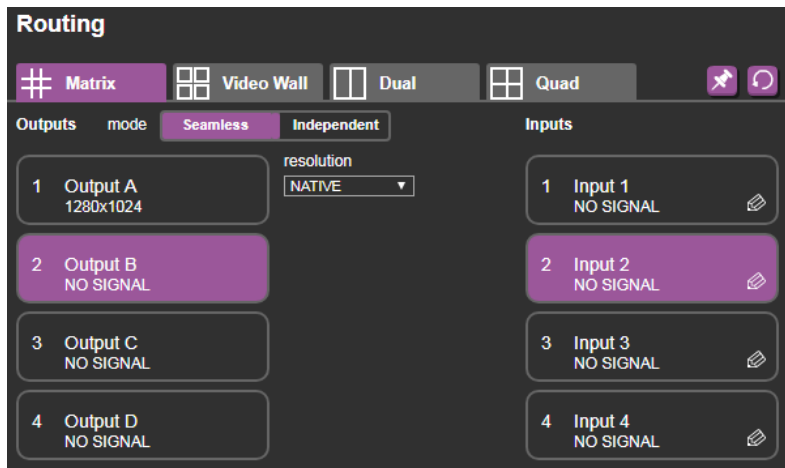 Routing
Matrix Video Wall Dual Quad
Outputs mode Seamless Independent Inputs
resolution
NATIVE
1 Output A
1280x1024
2 Output B
NO SIGNAL
3 Output C
NO SIGNAL
4 Output D
NO SIGNAL
1 Input 1
NO SIGNAL
2 Input 2
NO SIGNAL
3 Input 3
NO SIGNAL
4 Input 4
NO SIGNAL